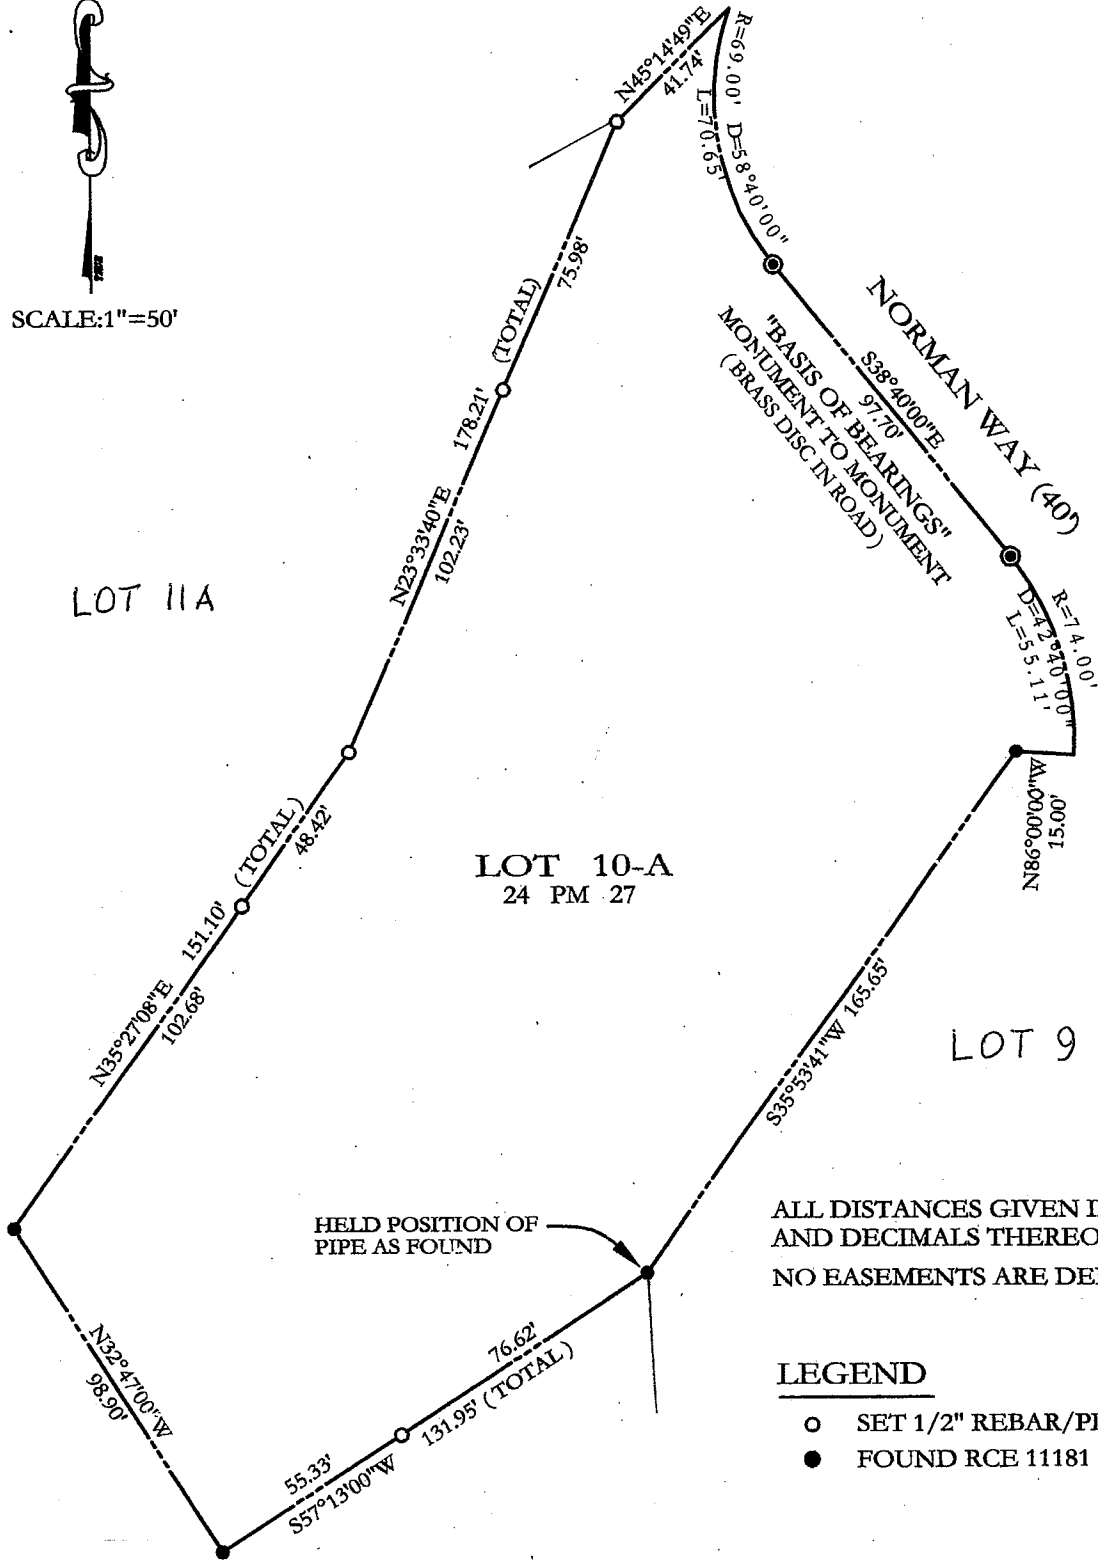 SCALE:1"=50'
N45°14'49"E
41.74'
R=69.00' D=58°40'00"
L=70.65'
75.98'
(TOTAL)
178.21'
N23°33'40"E
102.23'
NORMAN WAY (40')
S38°40'00"E
97.70'
"BASIS OF BEARINGS"
MONUMENT TO MONUMENT
(BRASS DISC IN ROAD)
R=74.00'
D=42°40'00"
L=55.11'
LOT 11A
N86°00'00"W
15.00'
(TOTAL)
48.42'
151.10'
N35°27'08"E
102.68'
LOT 10-A
24 PM 27
S35°53'41"W 165.65'
LOT 9
HELD POSITION OF
PIPE AS FOUND
ALL DISTANCES GIVEN I
AND DECIMALS THEREO
NO EASEMENTS ARE DE
N32°47'00"W
98.90'
76.62'
131.95' (TOTAL)
55.33'
S57°13'00"W
LEGEND
SET 1/2" REBAR/P
FOUND RCE 11181